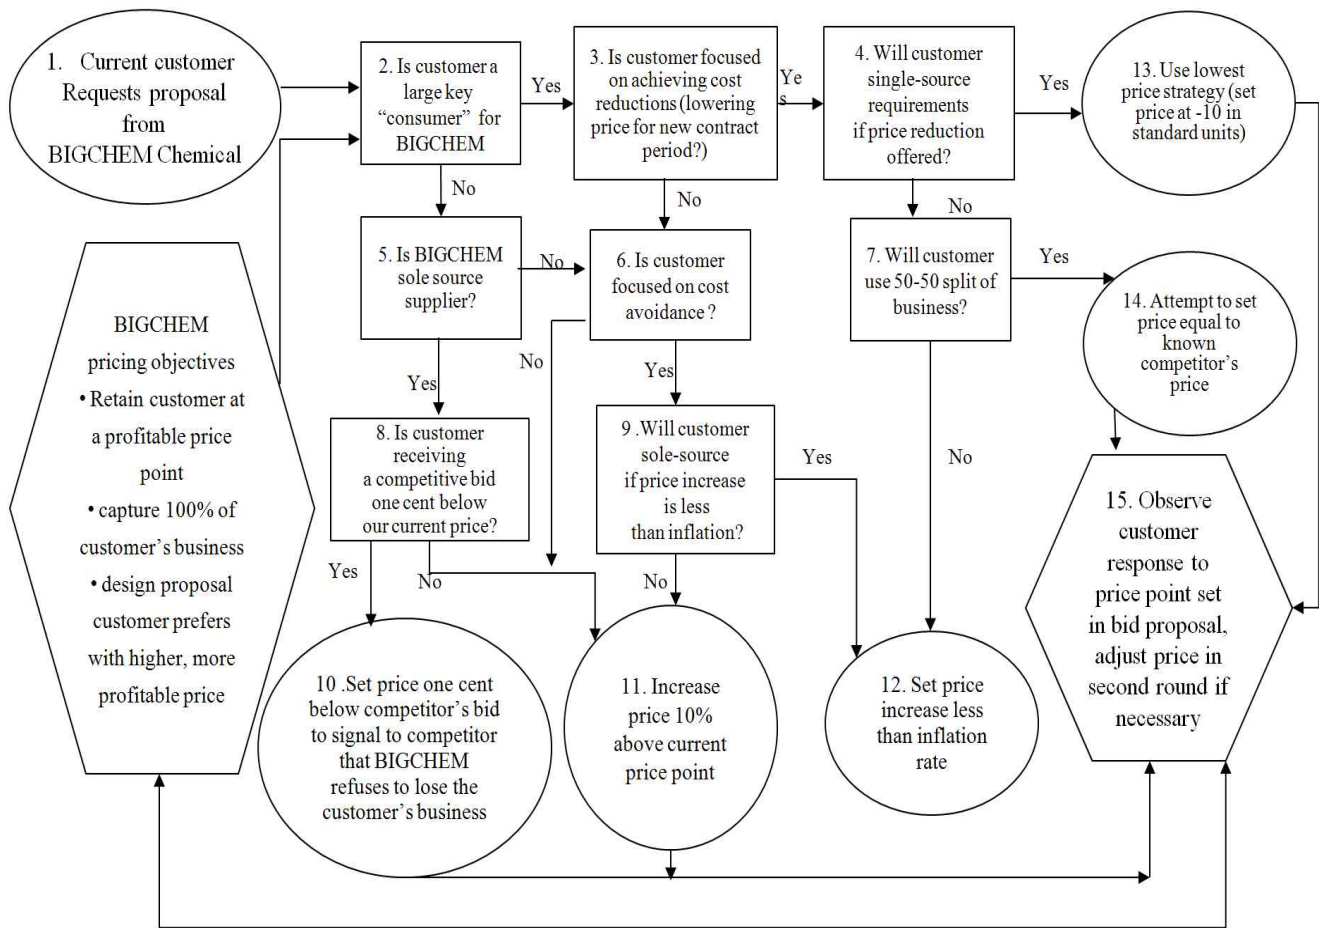 1. Current customer
Requests proposal
from
BIGCHEM Chemical
2. Is customer a
large key
“consumer” for
BIGCHEM
Yes
3. Is customer focused
on achieving cost
reductions (lowering
price for new contract
period?)
Ye
s
4. Will customer
single-source
requirements
if price reduction
offered?
Yes
13. Use lowest
price strategy (set
price at -10 in
standard units)
No
No
No
5. Is BIGCHEM
sole source
supplier?
No
6. Is customer
focused on cost
avoidance ?
7. Will customer
use 50-50 split of
business?
Yes
14. Attempt to set
price equal to
known
competitor’s
price
BIGCHEM
pricing objectives
• Retain customer at
a profitable price
point
• capture 100% of
customer’s business
• design proposal
customer prefers
with higher, more
profitable price
Yes
No
Yes
8. Is customer
receiving
a competitive bid
one cent below
our current price?
9 .Will customer
sole-source
if price increase
is less
than inflation?
Yes
No
15. Observe
customer
response to
price point set
in bid proposal,
adjust price in
second round if
necessary
Yes
No
No
10 .Set price one cent
below competitor’s bid
to signal to competitor
that BIGCHEM
refuses to lose the
customer’s business
11. Increase
price 10%
above current
price point
12. Set price
increase less
than inflation
rate